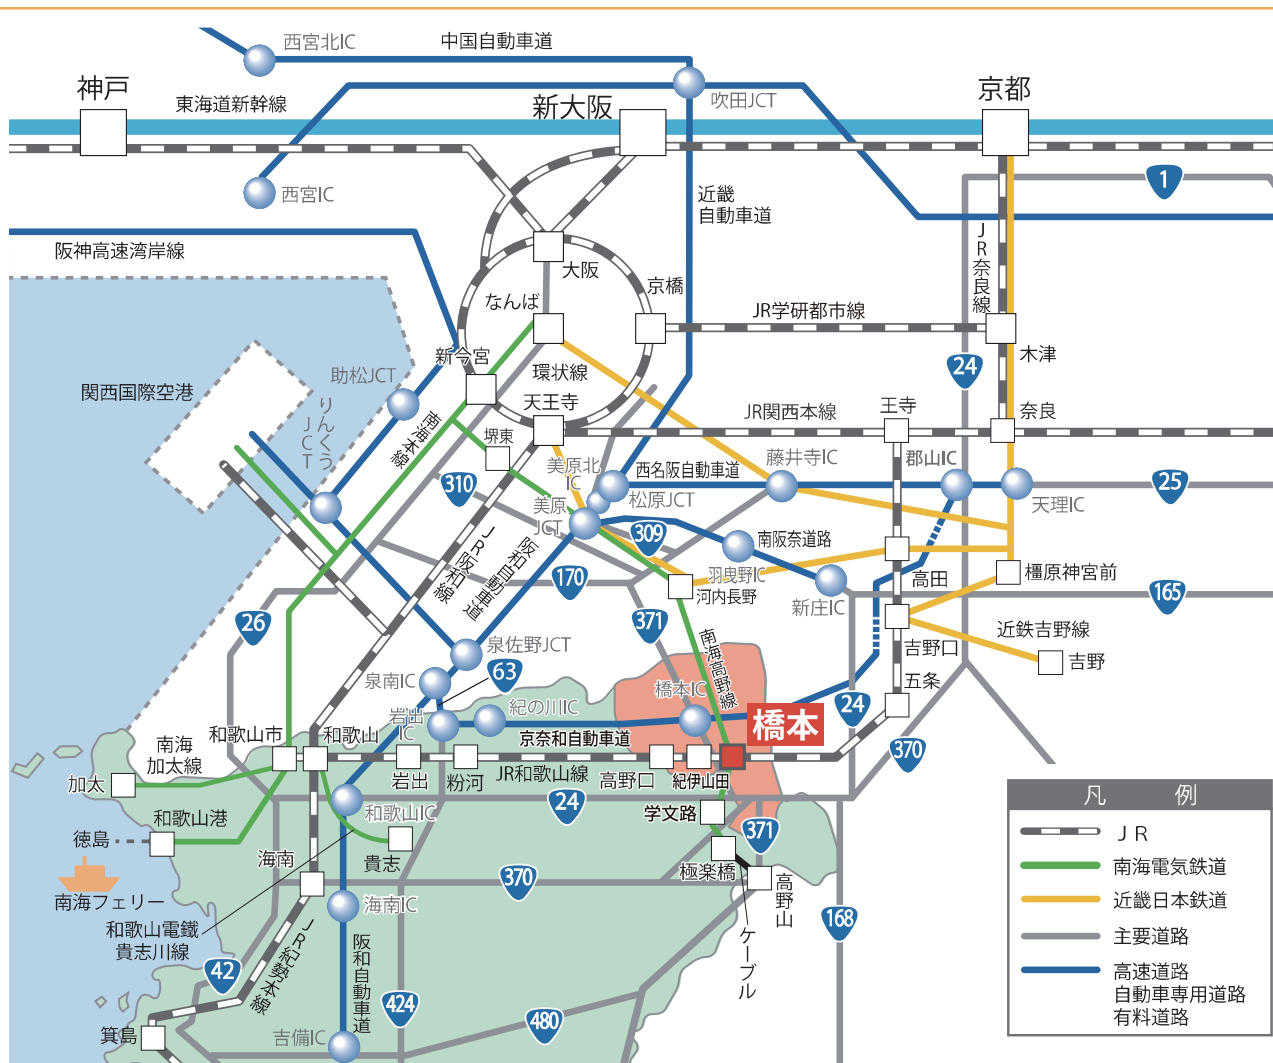 西宮北IC
中国自動車道
神戸
東海道新幹線
新大阪
吹田JCT
京都
西宮IC
近畿
自動車道
1
阪神高速湾岸線
大阪
京橋
JR奈良線
なんば
JR学研都市線
新今宮
環状線
木津
24
助松JCT
関西国際空港
りんくう
JCT
南海本線
天王寺
堺東
JR関西本線
王寺
奈良
美原北
IC
西名阪自動車道
藤井寺IC
郡山IC
310
松原JCT
天理IC
25
美原
JCT
309
南阪奈道路
JR阪和線
阪和自動車道
羽曳野IC
河内長野
170
新庄IC
高田
橿原神宮前
165
26
371
近鉄吉野線
吉野口
吉野
泉佐野JCT
63
南海高野線
泉南IC
橋本IC
五条
岩出
IC
紀の川IC
24
橋本
370
和歌山市
和歌山
京奈和自動車道
南海
加太線
加太
岩出
粉河
JR和歌山線
高野口
紀伊山田
和歌山港
和歌山IC
24
学文路
371
徳島
海南
貴志
極楽橋
高野山
370
南海フェリー
海南IC
168
和歌山電鐵
貴志川線
JR紀勢本線
阪和自動車道
ケーブル
42
424
480
箕島
吉備IC
凡例
JR
南海電気鉄道
近畿日本鉄道
主要道路
高速道路
自動車専用道路
有料道路